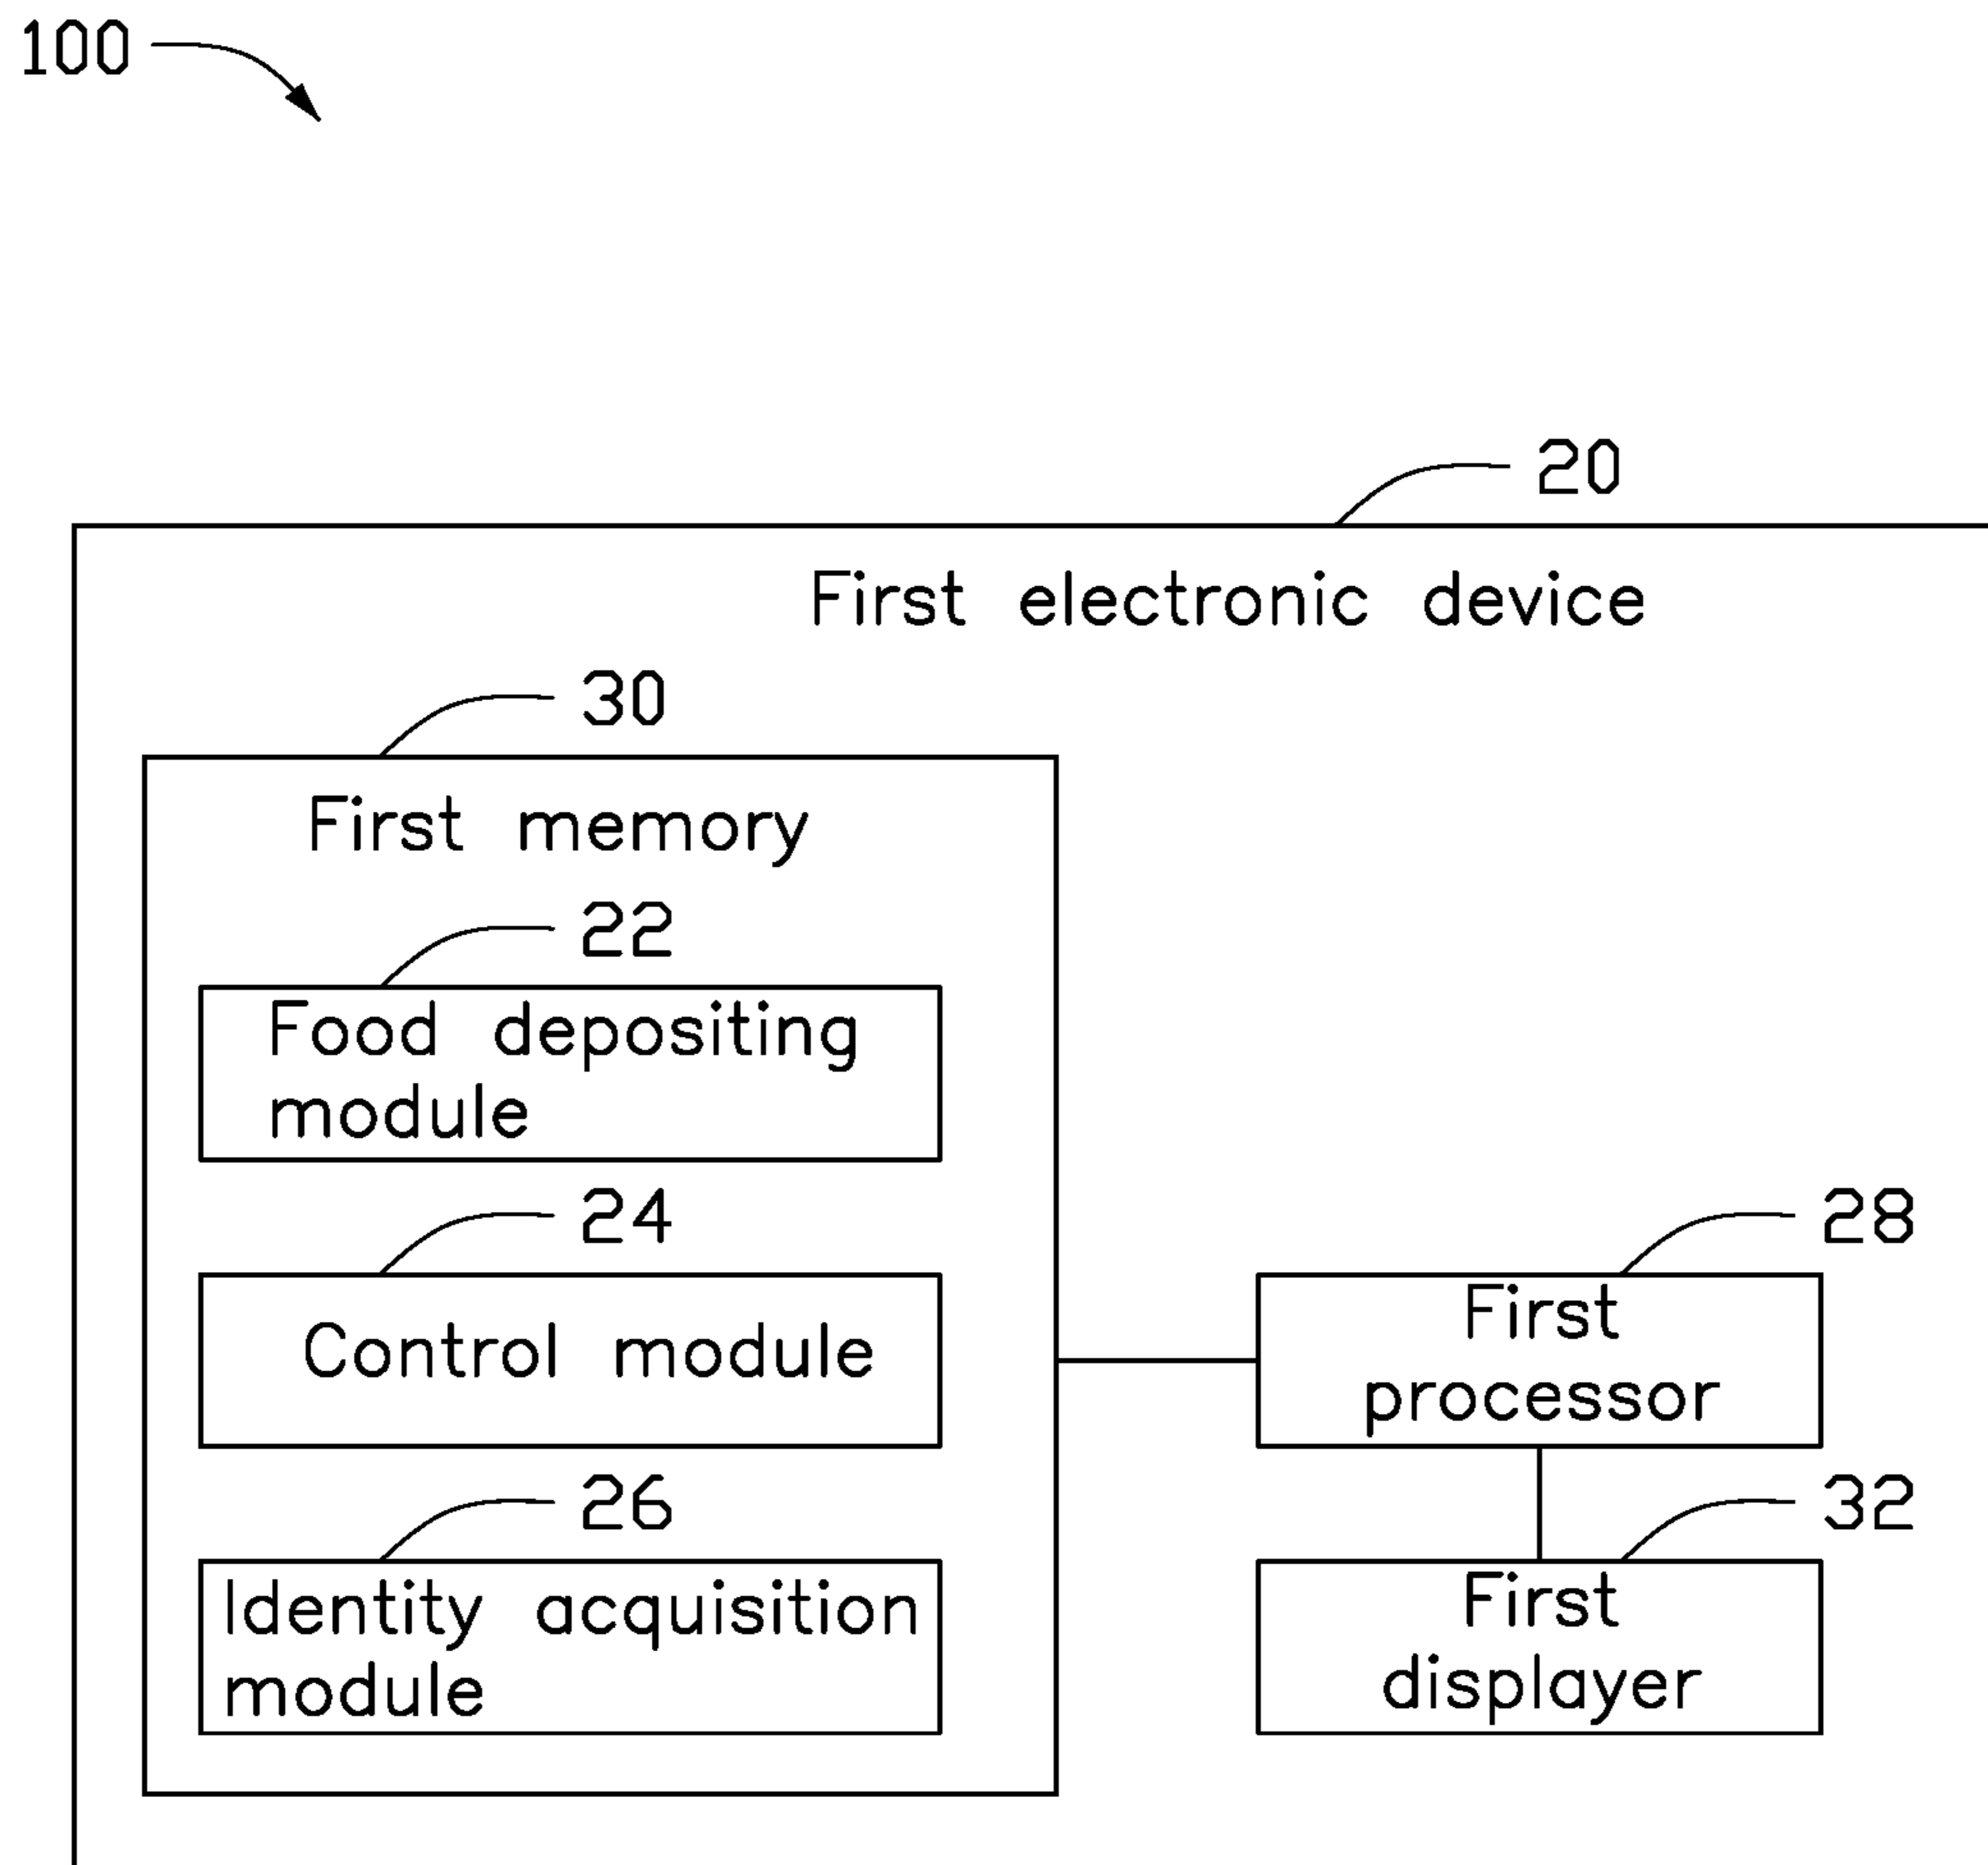 100
20
First electronic device
30
First memory
22
Food depositing
module
24
Control module
26
Identity acquisition
module
28
First
processor
32
First
displayer